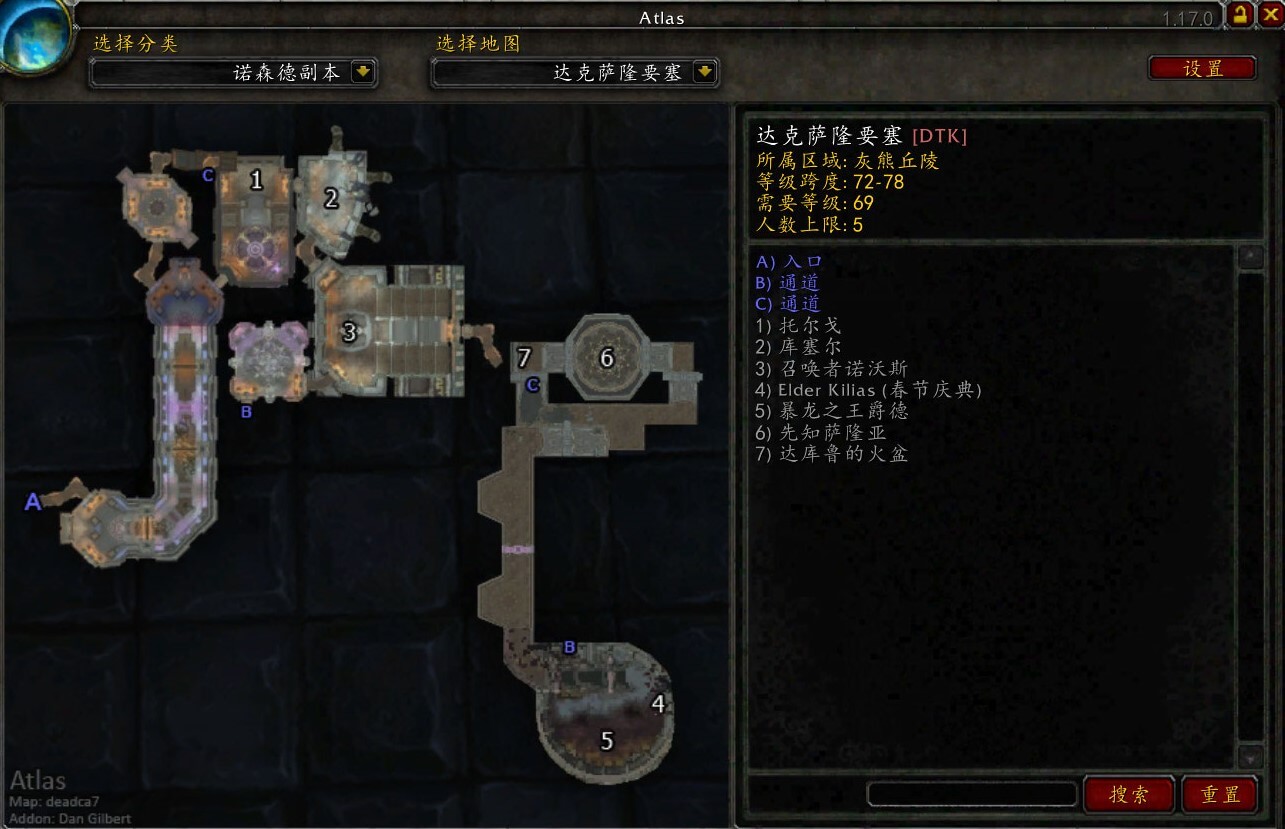 Atlas
1.17.0
选择分类
选择地图
诺森德副本
达克萨隆要塞
设置
达克萨隆要塞 [DTK]
所属区域: 灰熊丘陵
等级跨度: 72-78
需要等级: 69
人数上限: 5
A) 入口
B) 通道
C) 通道
1) 托尔戈
2) 库塞尔
3) 召唤者诺沃斯
4) Elder Kilias (春节庆典)
5) 暴龙之王爵德
6) 先知萨隆亚
7) 达库鲁的火盆
C
1
2
3
7
6
C
B
A
B
4
5
Atlas
Map: deadca7
Addon: Dan Gilbert
搜索
重置